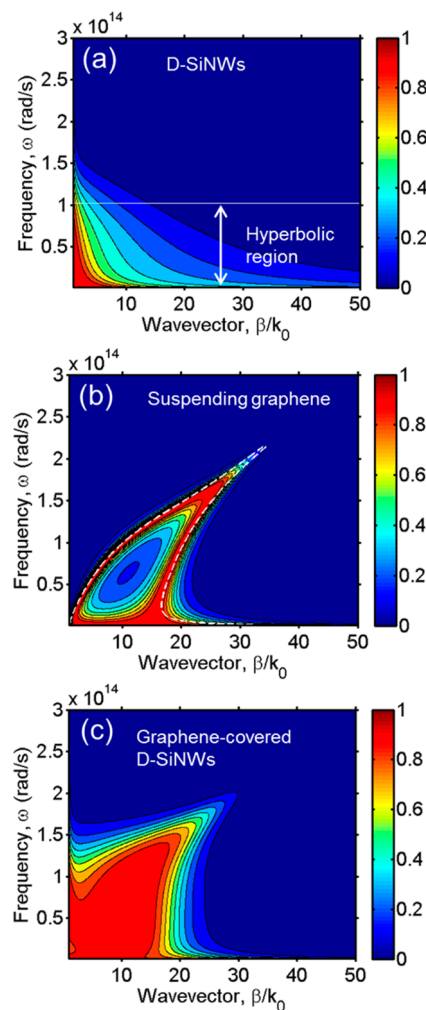 x 10^14
3
2.5
2
1.5
1
0.5
(a)
D-SiNWs
Hyperbolic
region
Frequency, ω (rad/s)
10 20 30 40 50
Wavevector, β/k₀
1
0.8
0.6
0.4
0.2
0
x 10^14
3
2.5
2
1.5
1
0.5
(b)
Suspending graphene
Frequency, ω (rad/s)
10 20 30 40 50
Wavevector, β/k₀
1
0.8
0.6
0.4
0.2
0
x 10^14
3
2.5
2
1.5
1
0.5
(c)
Graphene-covered
D-SiNWs
Frequency, ω (rad/s)
10 20 30 40 50
Wavevector, β/k₀
1
0.8
0.6
0.4
0.2
0